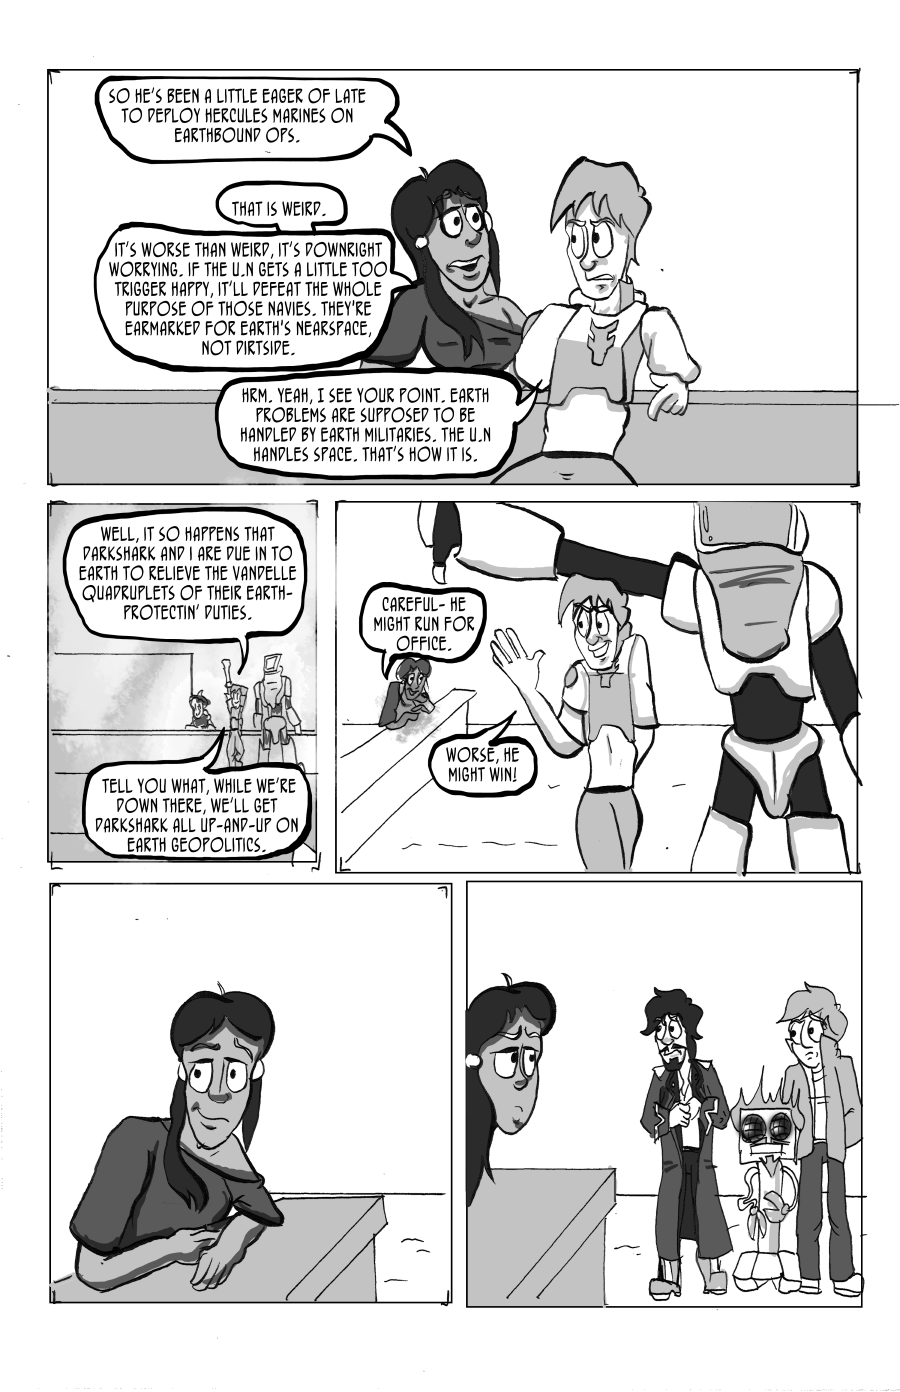 SO HE'S BEEN A LITTLE EAGER OF LATE
TO DEPLOY HERCULES MARINES ON
EARTHBOUND OPS.
THAT IS WEIRD.
IT'S WORSE THAN WEIRD, IT'S DOWNRIGHT
WORRYING. IF THE U.N GETS A LITTLE TOO
TRIGGER HAPPY, IT'LL DEFEAT THE WHOLE
PURPOSE OF THOSE NAVIES. THEY'RE
EARMARKED FOR EARTH'S NEARSPACE,
NOT DIRTSIDE.
HRM. YEAH, I SEE YOUR POINT. EARTH
PROBLEMS ARE SUPPOSED TO BE
HANDLED BY EARTH MILITARIES. THE U.N
HANDLES SPACE. THAT'S HOW IT IS.
WELL, IT SO HAPPENS THAT
DARKSHARK AND I ARE DUE IN TO
EARTH TO RELIEVE THE VANDELLE
QUADRUPLETS OF THEIR EARTH-
PROTECTIN' DUTIES.
TELL YOU WHAT, WHILE WE'RE
DOWN THERE, WE'LL GET
DARKSHARK ALL UP-AND-UP ON
EARTH GEOPOLITICS.
CAREFUL- HE
MIGHT RUN FOR
OFFICE.
WORSE, HE
MIGHT WIN!